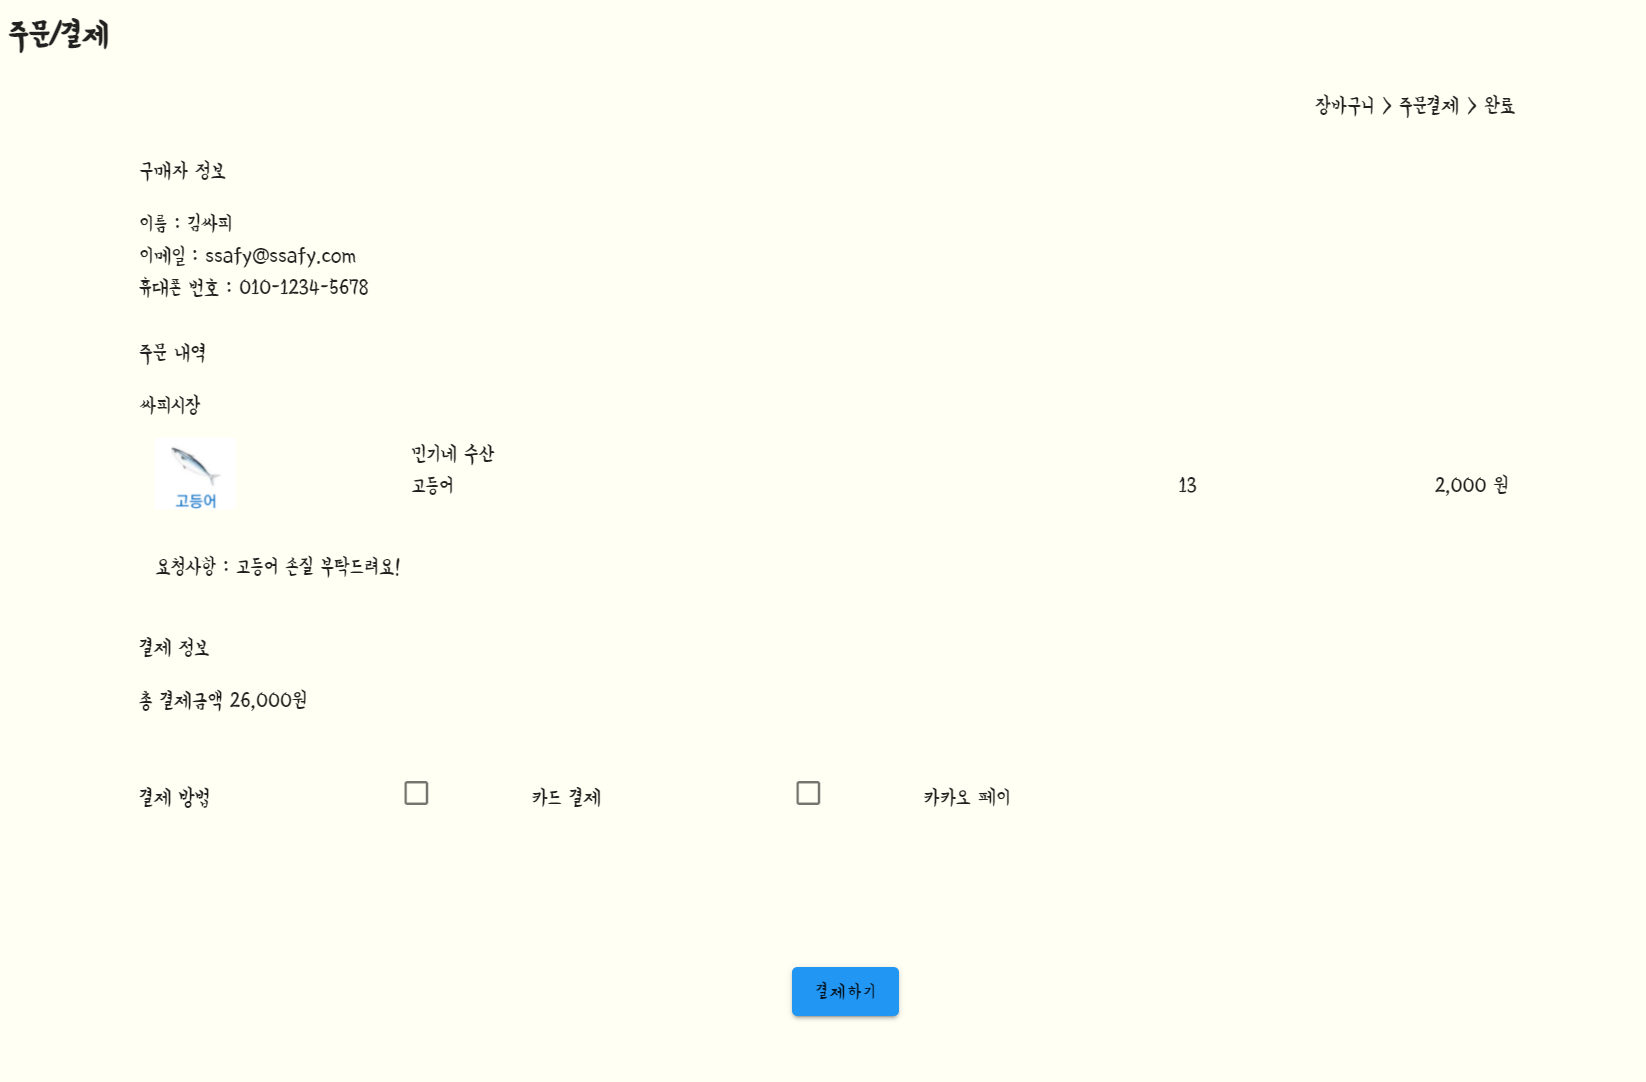 주문/결제
장바구니 > 주문결제 > 완료
구매자 정보
이름 : 김싸피
이메일 : ssafy@ssafy.com
휴대폰 번호 : 010-1234-5678
주문 내역
싸피시장
민기네 수산
고등어 13 2,000 원
고등어
요청사항 : 고등어 손질 부탁드려요!
결제 정보
총 결제금액 26,000원
결제 방법 카드 결제 카카오 페이
결제하기